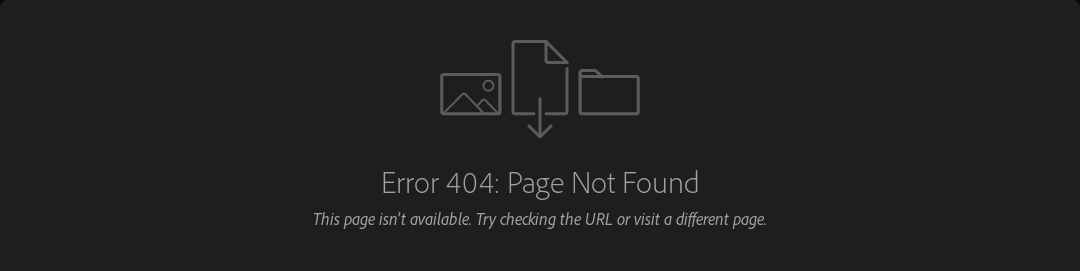 Error 404: Page Not Found
This page isn't available. Try checking the URL or visit a different page.